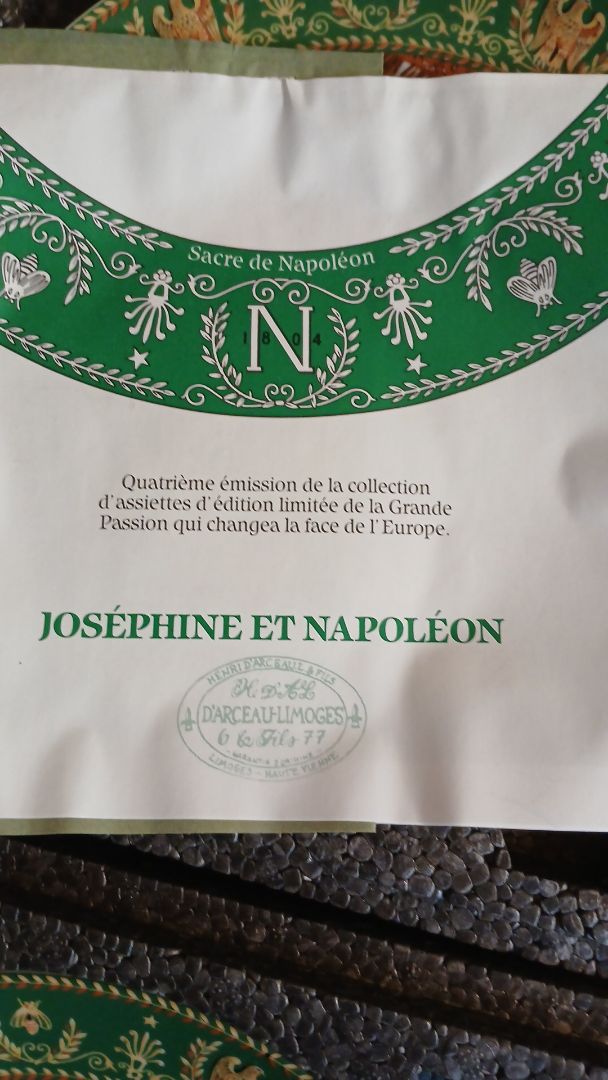 Sacre de Napoléon
N
1804
Quatrième émission de la collection
d'assiettes d'édition limitée de la Grande
Passion qui changea la face de l'Europe.
JOSÉPHINE ET NAPOLÉON
HENRI D'ARCEAU & FILS
H. D'A L
D'ARCEAU-LIMOGES
6 & Fils 77
LIMOGES - HAUTE VIENNE